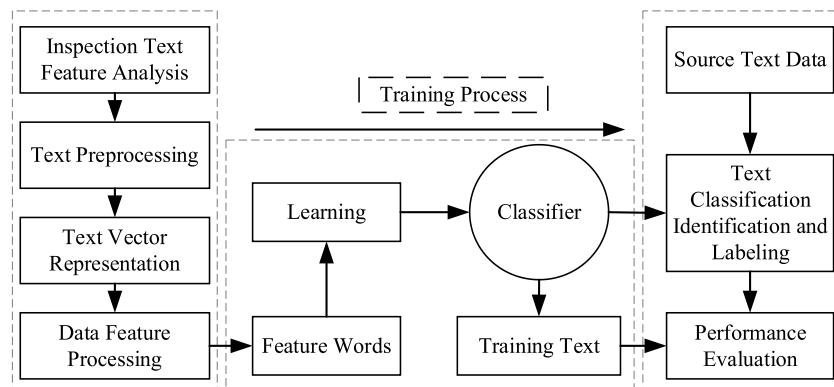 Inspection Text
Feature Analysis
Text Preprocessing
Text Vector
Representation
Data Feature
Processing
Training Process
Learning
Classifier
Feature Words
Training Text
Source Text Data
Text
Classification
Identification and
Labeling
Performance
Evaluation